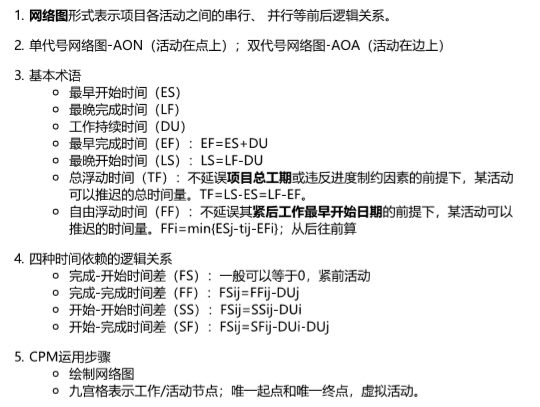 1. 网络图形式表示项目各活动之间的串行、 并行等前后逻辑关系。
2. 单代号网络图-AON（活动在点上）；双代号网络图-AOA（活动在边上）
3. 基本术语
最早开始时间（ES）
最晚完成时间（LF）
工作持续时间（DU）
最早完成时间（EF）：EF=ES+DU
最晚开始时间（LS）：LS=LF-DU
总浮动时间（TF）：不延误项目总工期或违反进度制约因素的前提下，某活动
可以推迟的总时间量。TF=LS-ES=LF-EF。
自由浮动时间（FF）：不延误其紧后工作最早开始日期的前提下，某活动可以
推迟的时间量。FFi=min{ESj-tij-EFi}；从后往前算
4. 四种时间依赖的逻辑关系
完成-开始时间差（FS）：一般可以等于0，紧前活动
完成-完成时间差（FF）：FSij=FFij-DUj
开始-开始时间差（SS）：FSij=SSij-DUi
开始-完成时间差（SF）：FSij=SFij-DUi-DUj
5. CPM运用步骤
绘制网络图
九宫格表示工作/活动节点；唯一起点和唯一终点，虚拟活动。